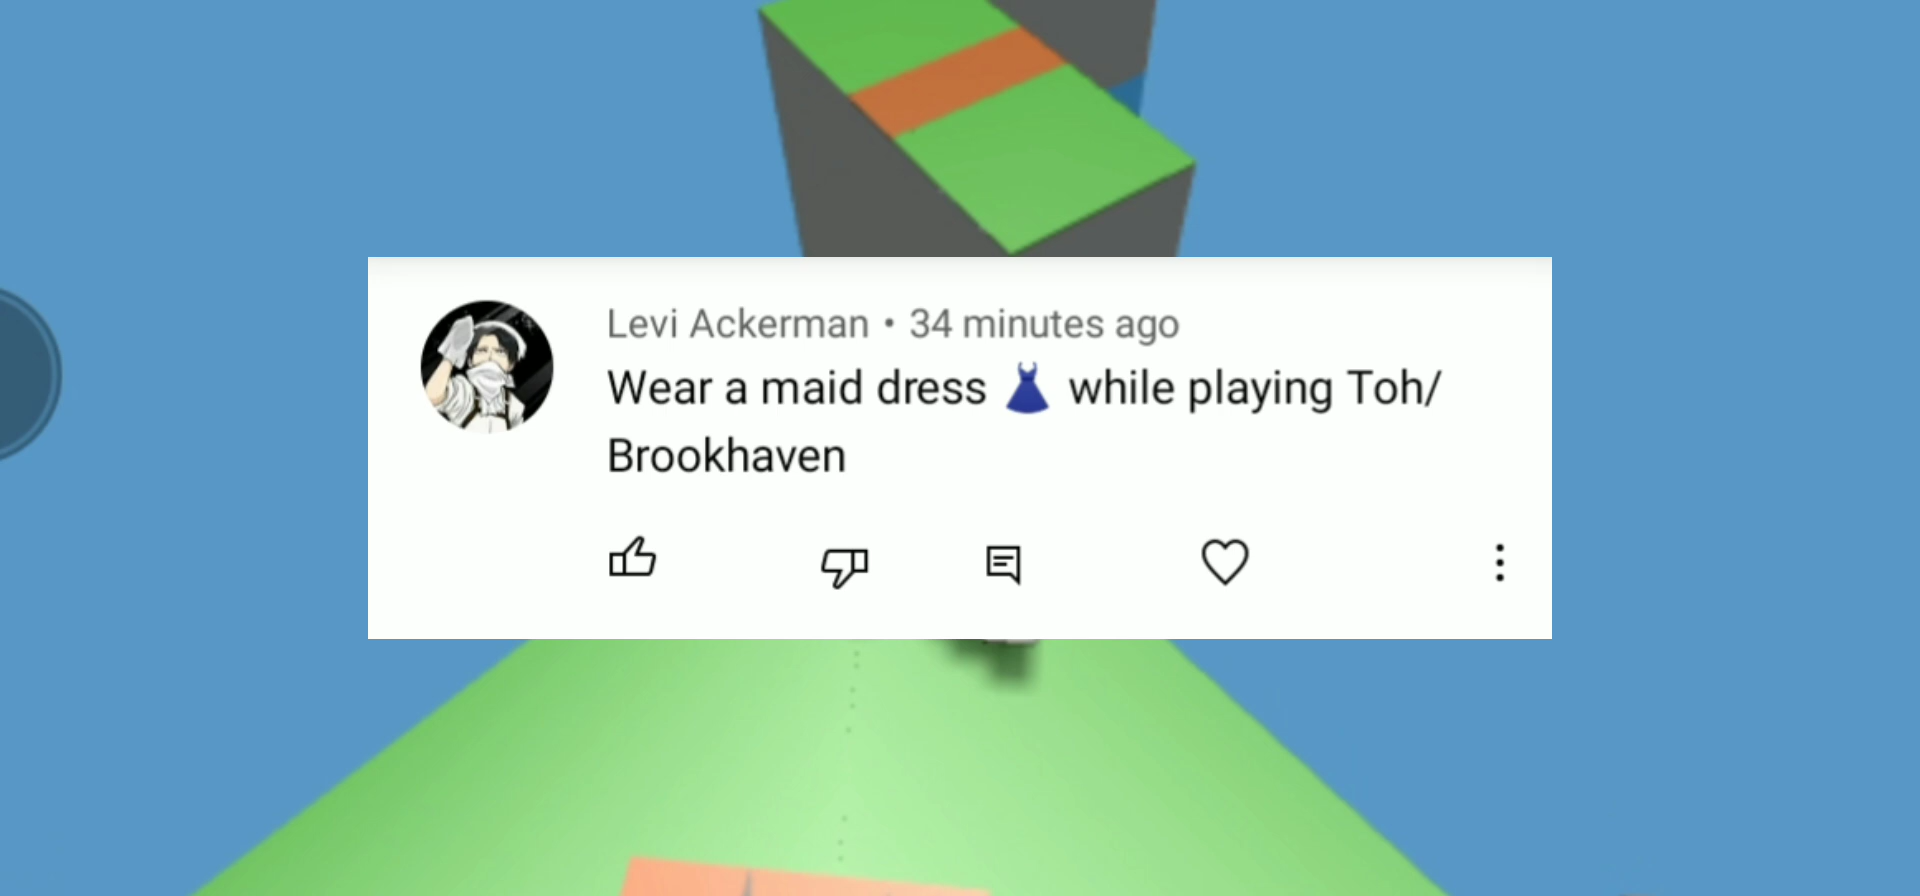 Levi Ackerman • 34 minutes ago
Wear a maid dress 👗 while playing Toh/
Brookhaven